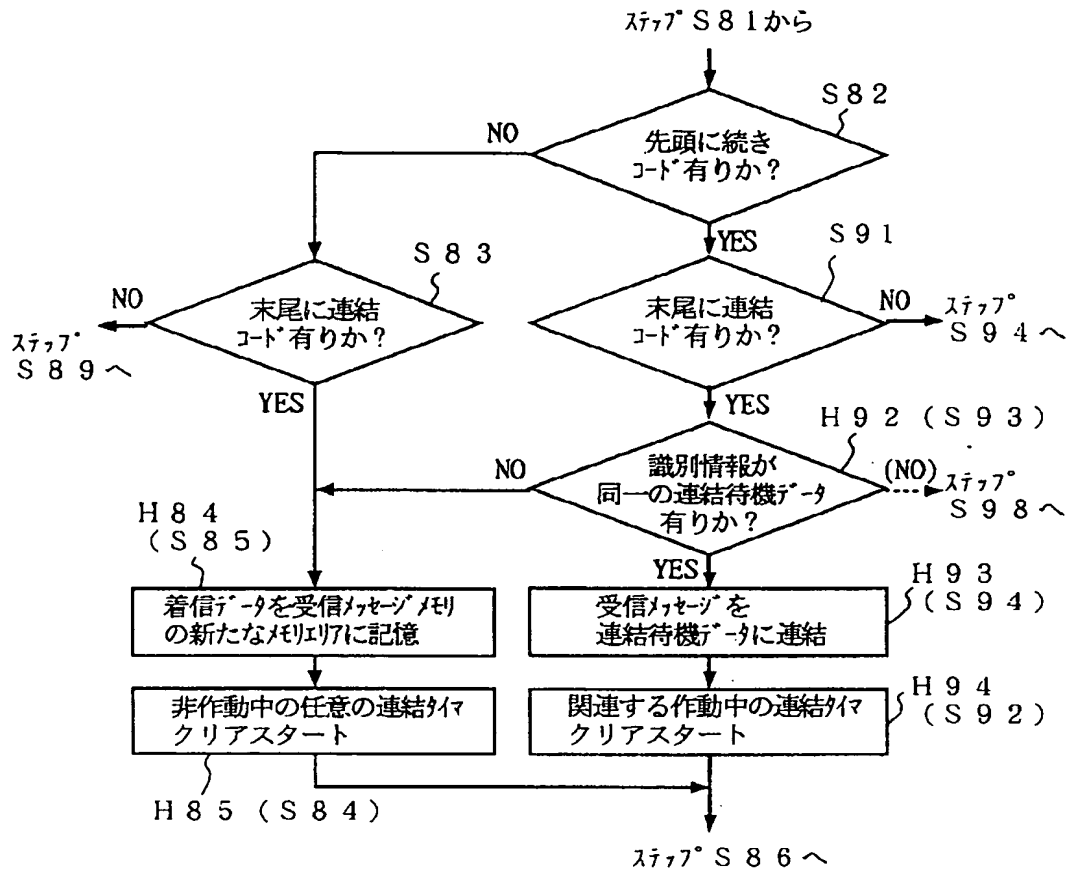 ステップS81から
S82
NO
先頭に続き
コード有りか?
YES
S83
S91
NO
末尾に連結
コード有りか?
末尾に連結
コード有りか?
NO
ステップ
S94へ
ステップ
S89へ
YES
YES
H92(S93)
NO
識別情報が
同一の連結待機データ
有りか?
(NO)
ステップ
S98へ
H84
(S85)
YES
H93
(S94)
着信データを受信メッセージメモリ
の新たなメモリエリアに記憶
受信メッセージを
連結待機データに連結
H94
(S92)
非作動中の任意の連結タイマ
クリアスタート
関連する作動中の連結タイマ
クリアスタート
H85(S84)
ステップS86へ